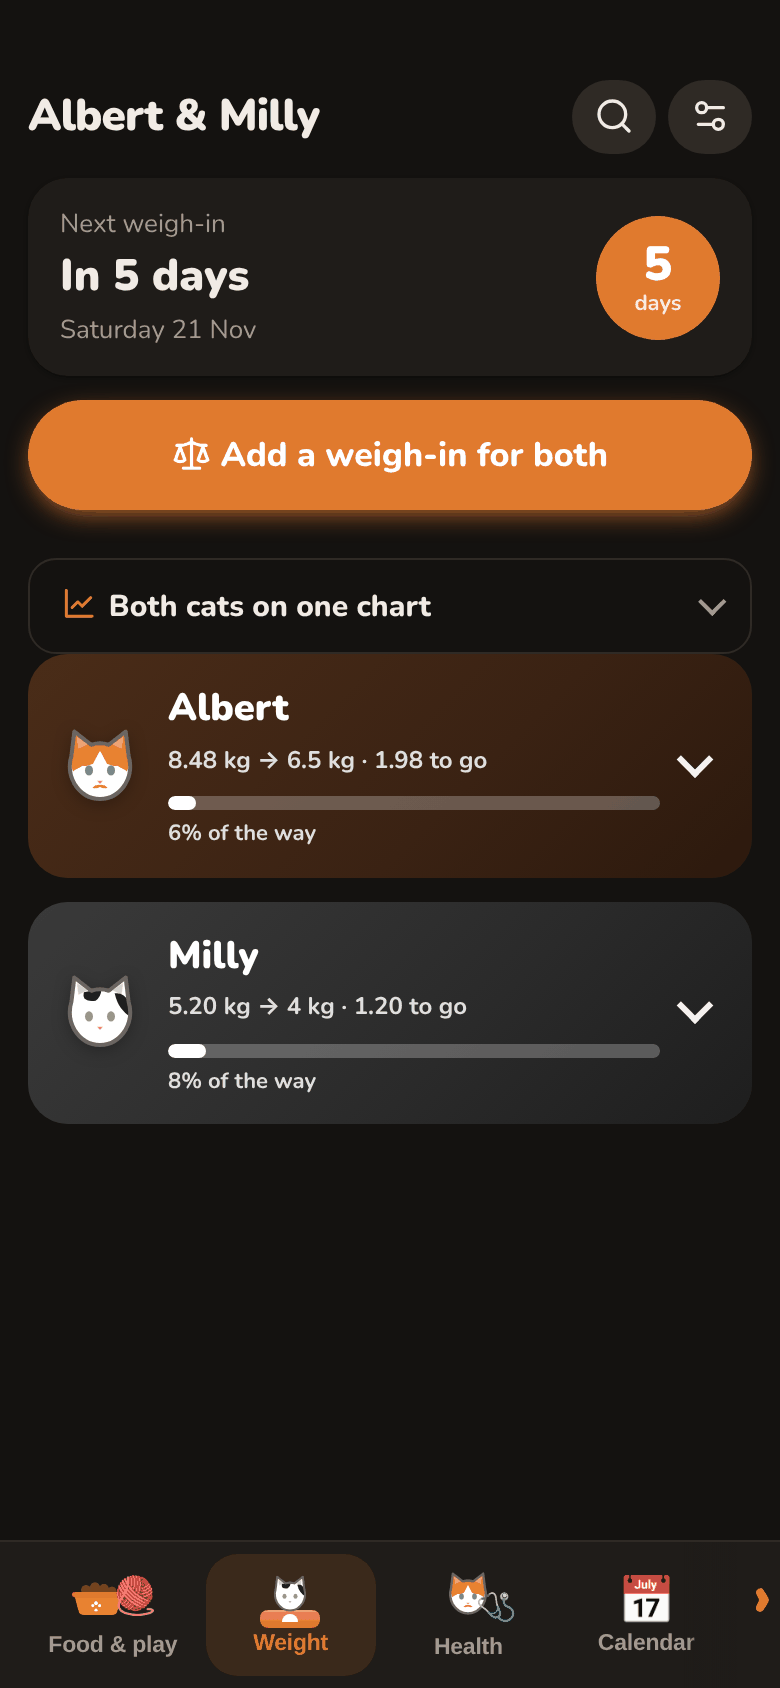 Albert & Milly
Next weigh-in
In 5 days
Saturday 21 Nov
5
days
Add a weigh-in for both
Both cats on one chart
Albert
8.48 kg → 6.5 kg · 1.98 to go
6% of the way
Milly
5.20 kg → 4 kg · 1.20 to go
8% of the way
July
17
Food & play
Weight
Health
Calendar